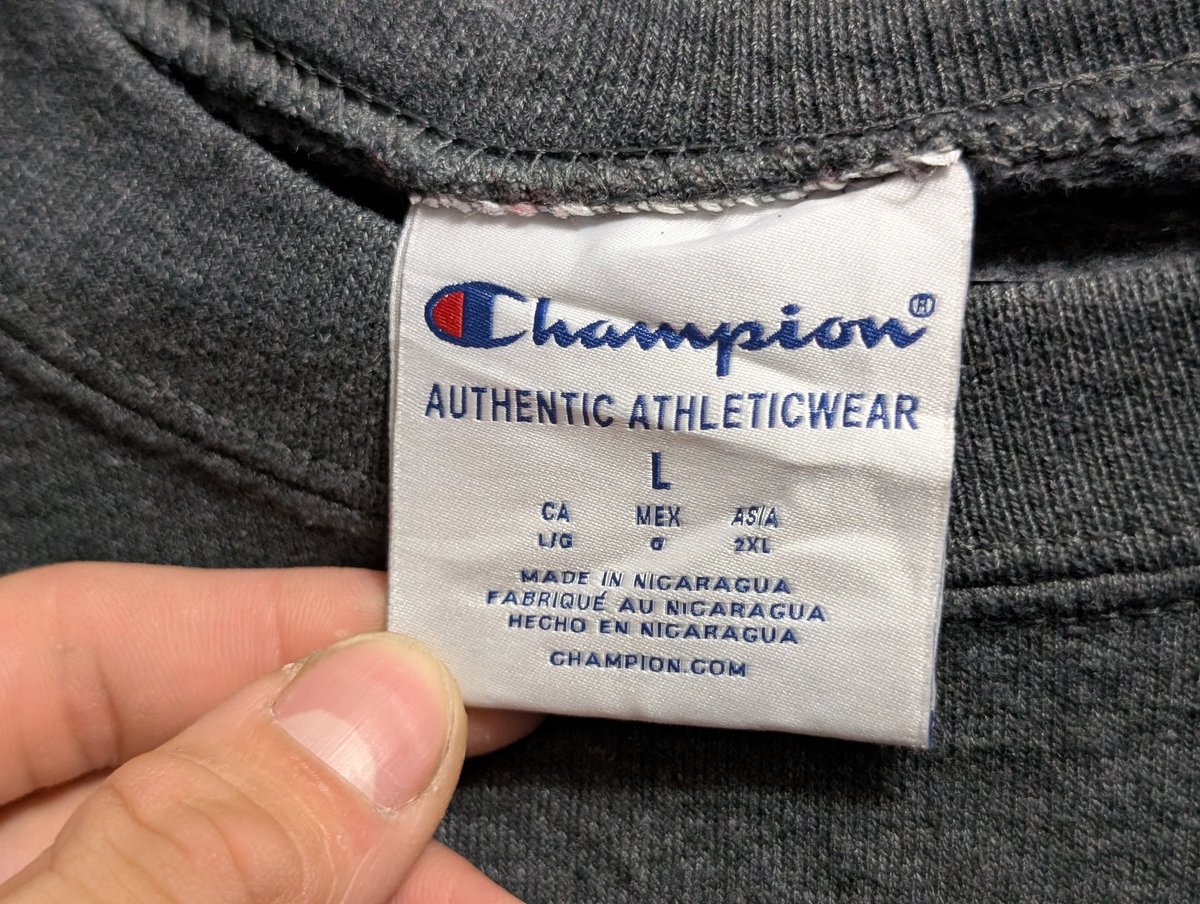 Champion®
AUTHENTIC ATHLETICWEAR
L
CA MEX ASIA
L/G G 2XL
MADE IN NICARAGUA
FABRIQUÉ AU NICARAGUA
HECHO EN NICARAGUA
CHAMPION.COM